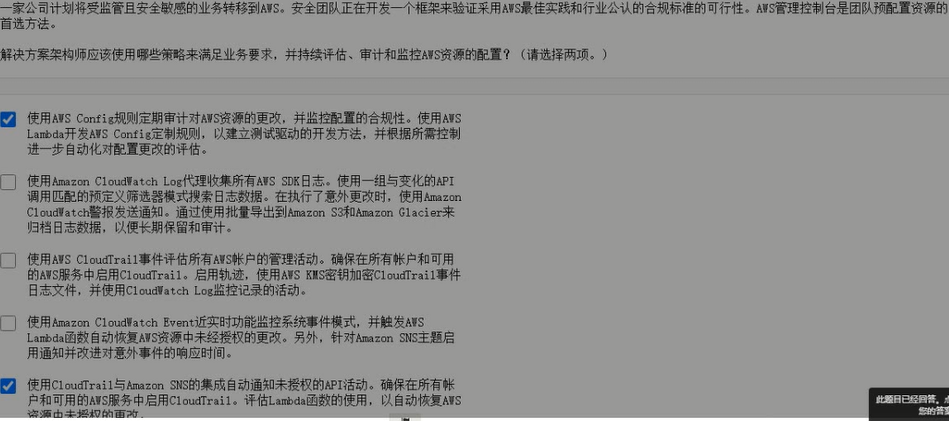 一家公司计划将受监管且安全敏感的业务转移到AWS。安全团队正在开发一个框架来验证采用AWS最佳实践和行业公认的合规标准的可行性。AWS管理控制台是团队预配置资源的
首选方法。
解决方案架构师应该使用哪些策略来满足业务要求，并持续评估、审计和监控AWS资源的配置？（请选择两项。）
使用AWS Config规则定期审计对AWS资源的更改，并监控配置的合规性。使用AWS
Lambda开发AWS Config定制规则，以建立测试驱动的开发方法，并根据所需控制
进一步自动化对配置更改的评估。
使用Amazon CloudWatch Log代理收集所有AWS SDK日志。使用一组与变化的API
调用匹配的预定义筛选器模式搜索日志数据。在执行了意外更改时，使用Amazon
CloudWatch警报发送通知。通过使用批量导出到Amazon S3和Amazon Glacier来
归档日志数据，以便长期保留和审计。
使用AWS CloudTrail事件评估所有AWS帐户的管理活动。确保在所有帐户和可用
的AWS服务中启用CloudTrail。启用轨迹，使用AWS KMS密钥加密CloudTrail事件
日志文件，并使用CloudWatch Log监控记录的活动。
使用Amazon CloudWatch Event近实时功能监控系统事件模式，并触发AWS
Lambda函数自动恢复AWS资源中未经授权的更改。另外，针对Amazon SNS主题启
用通知并改进对意外事件的响应时间。
使用CloudTrail与Amazon SNS的集成自动通知未授权的API活动。确保在所有帐
户和可用的AWS服务中启用CloudTrail。评估Lambda函数的使用，以自动恢复AWS
资源中未授权的更改。
此题目已经回答。点
您的答案